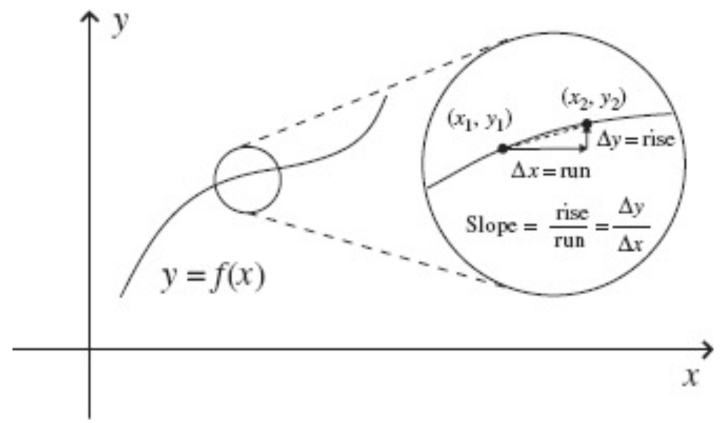 y
(x₂, y₂)
(x₁, y₁)
Δy = rise
Δx = run
Slope = rise/run = Δy/Δx
y = f(x)
x